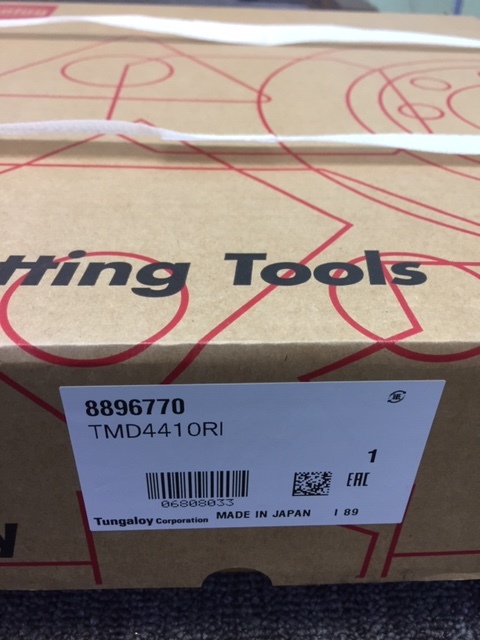 tting Tools
8896770
TMD4410RI
1
EAC
06808033
Tungaloy Corporation MADE IN JAPAN I 89